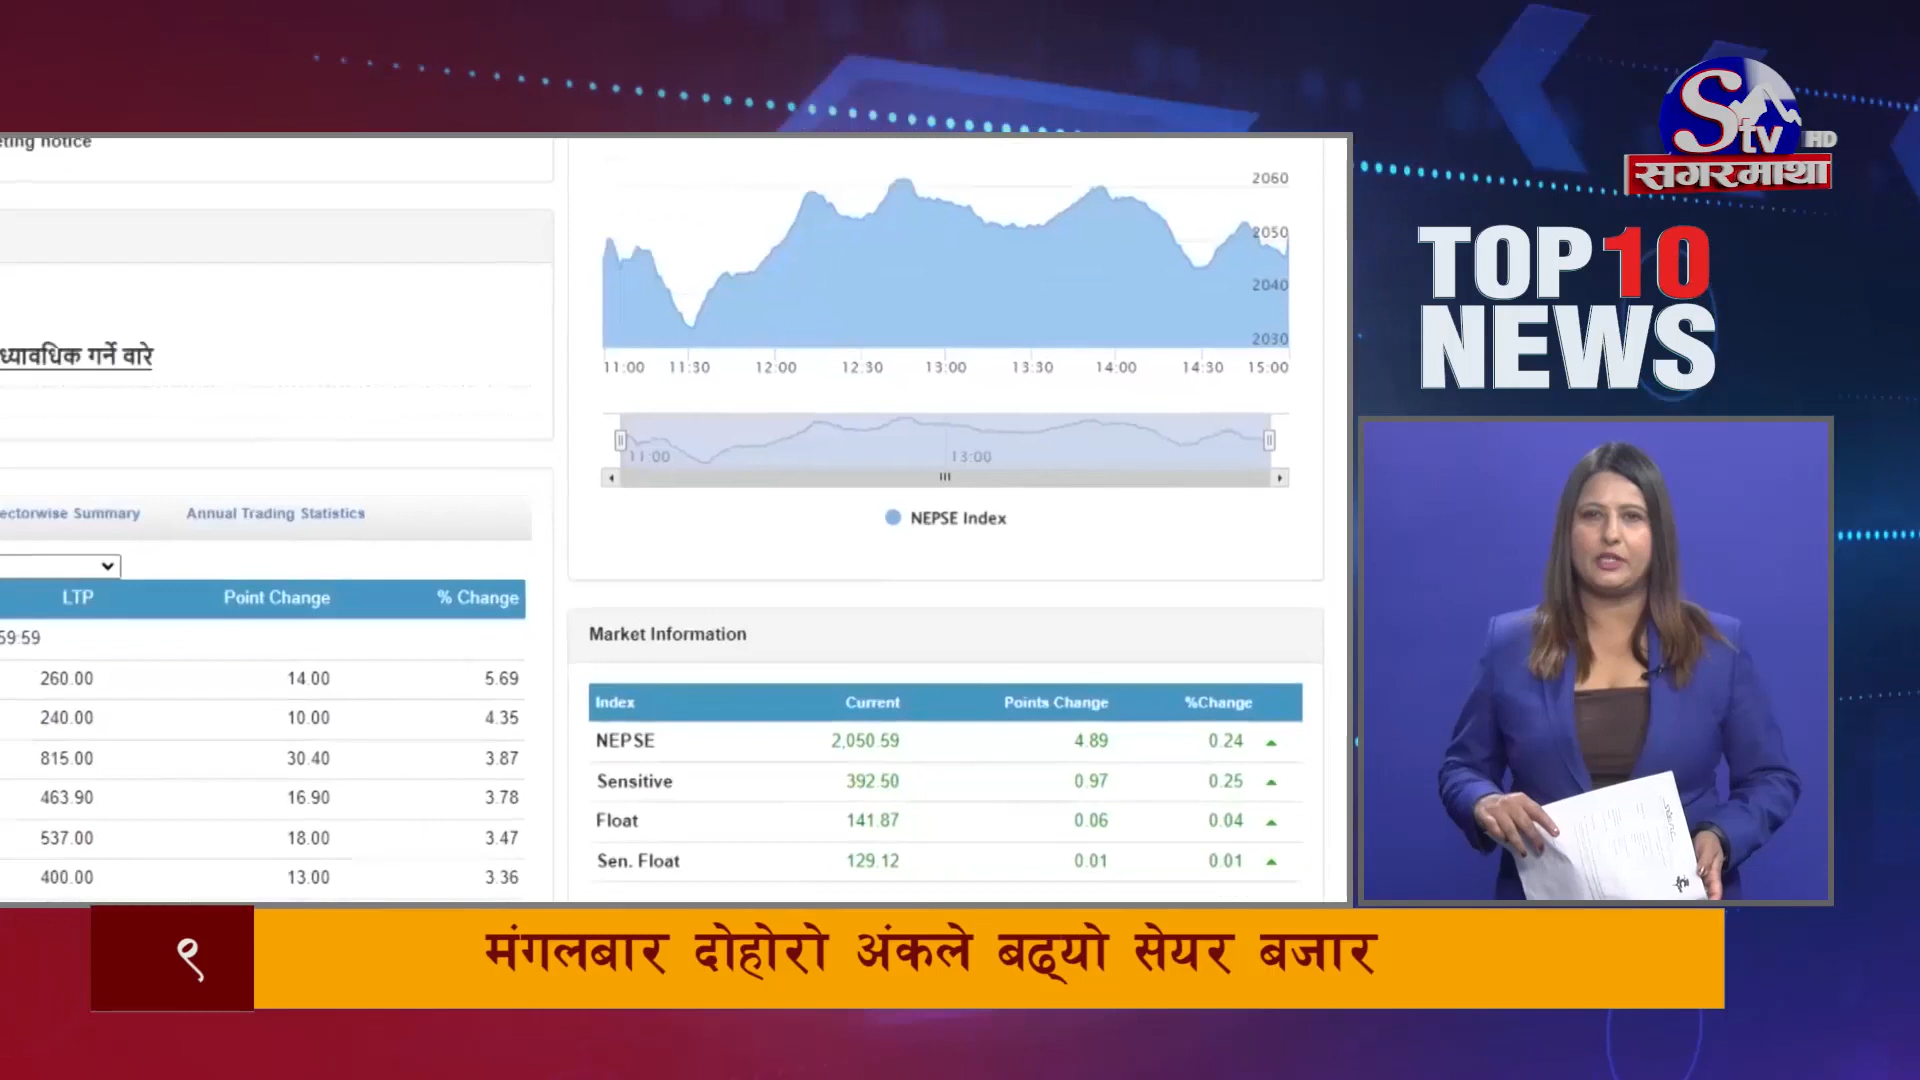 STV HD
सगरमाथा
TOP 10
NEWS
eting notice
ध्यावधिक गर्ने वारे
ectorwise Summary Annual Trading Statistics
LTP Point Change % Change
59:59
260.00 14.00 5.69
240.00 10.00 4.35
815.00 30.40 3.87
463.90 16.90 3.78
537.00 18.00 3.47
400.00 13.00 3.36
2060
2050
2040
2030
11:00 11:30 12:00 12:30 13:00 13:30 14:00 14:30 15:00
11:00 13:00
NEPSE Index
Market Information
Index Current Points Change %Change
NEPSE 2,050.59 4.89 0.24
Sensitive 392.50 0.97 0.25
Float 141.87 0.06 0.04
Sen. Float 129.12 0.01 0.01
९ मंगलबार दोहोरो अंकले बढ्यो सेयर बजार